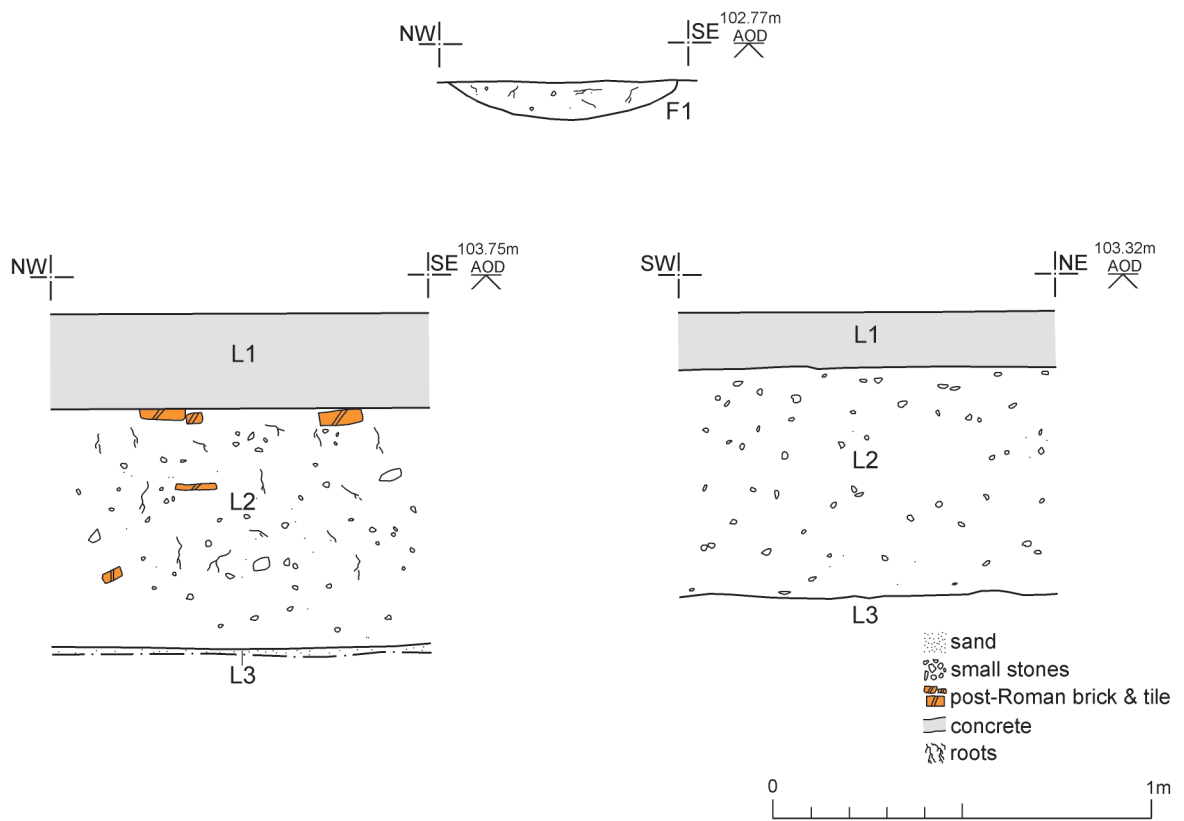 NW
SE
102.77m
AOD
F1
NW
SE
103.75m
AOD
L1
L2
L3
SW
NE
103.32m
AOD
L1
L2
L3
sand
small stones
post-Roman brick & tile
concrete
roots
0
1m